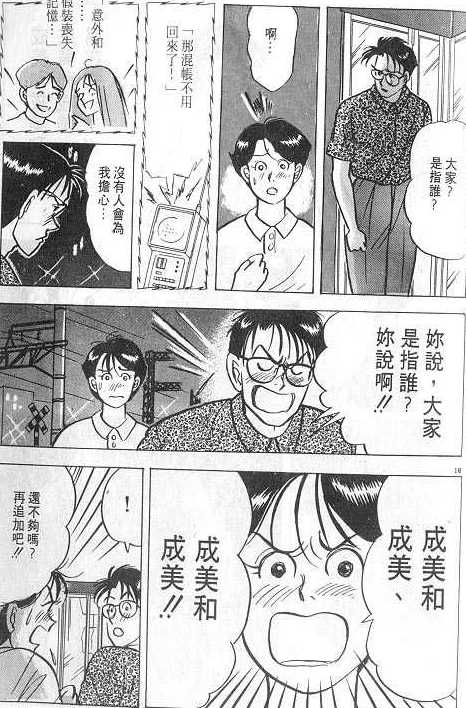 大家?
是指誰?
啊…
「那混帳不用
回來了!」
…意外和
假裝喪失
記憶…」
沒有人會為
我擔心…
妳說,大家
是指誰?
妳說啊!!
10
成美和
成美、
成美和
成美!!
!
還不夠嗎?
再追加吧!!